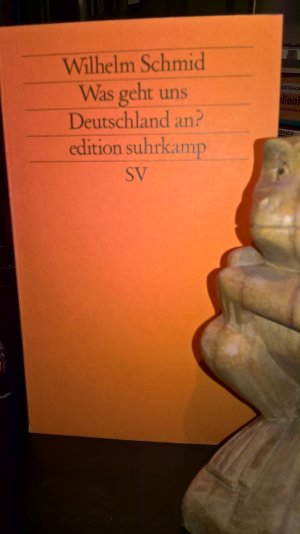 Wilhelm Schmid
Was geht uns
Deutschland an?
edition suhrkamp
SV